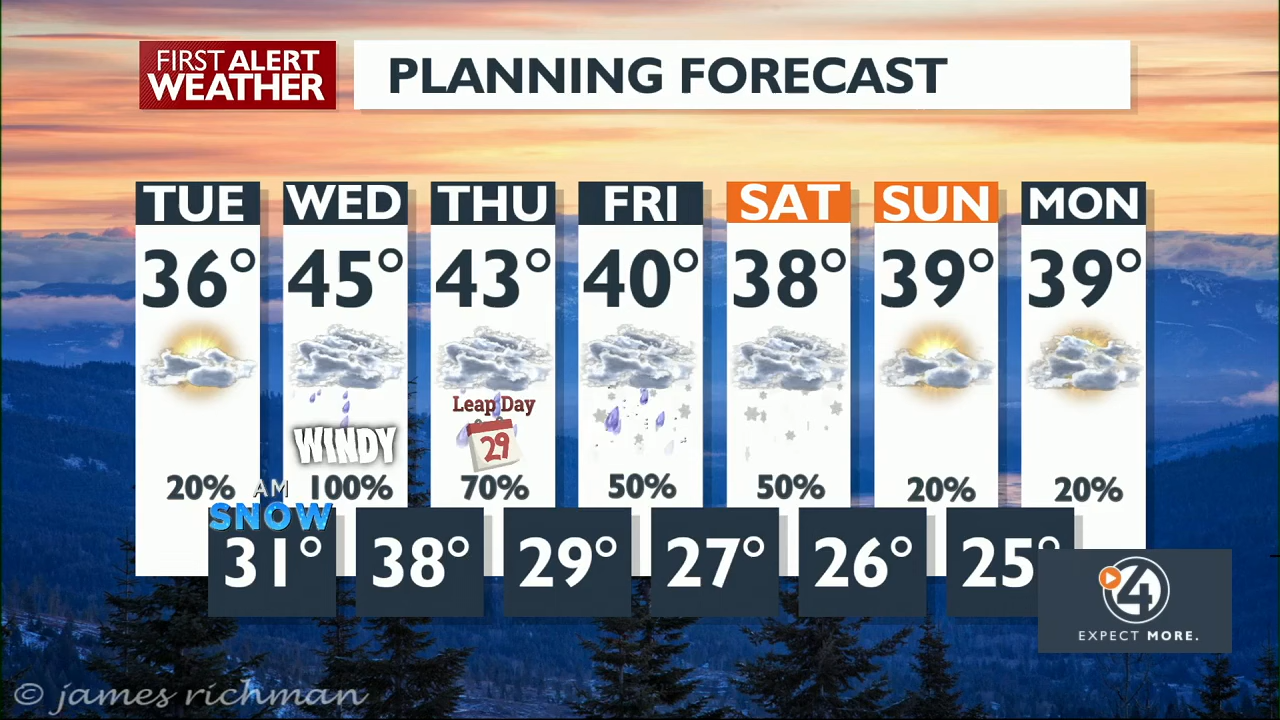 FIRST ALERT
WEATHER
PLANNING FORECAST
TUE WED THU FRI SAT SUN MON
36° 45° 43° 40° 38° 39° 39°
Leap Day
WINDY
29
20% 100% 70% 50% 50% 20% 20%
AM
SNOW
31° 38° 29° 27° 26° 25°
4
EXPECT MORE.
© james richman